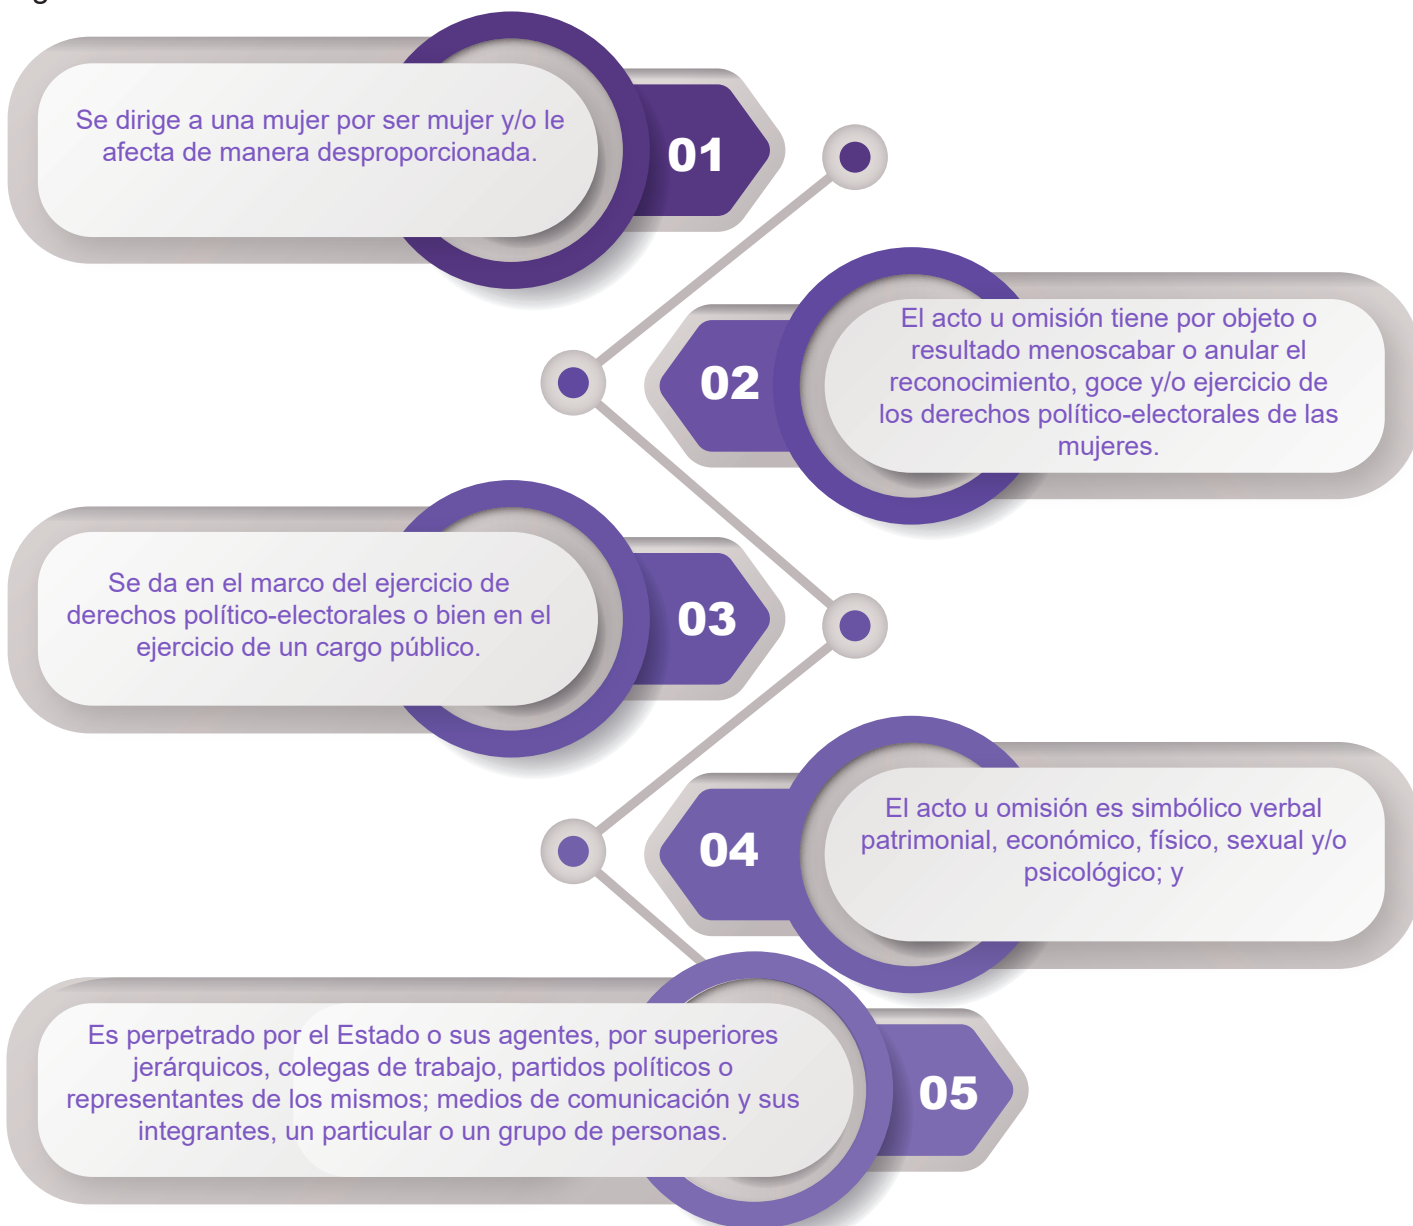 Se dirige a una mujer por ser mujer y/o le
afecta de manera desproporcionada.
01
El acto u omisión tiene por objeto o
resultado menoscabar o anular el
reconocimiento, goce y/o ejercicio de
los derechos político-electorales de las
mujeres.
02
Se da en el marco del ejercicio de
derechos político-electorales o bien en el
ejercicio de un cargo público.
03
El acto u omisión es simbólico verbal
patrimonial, económico, físico, sexual y/o
psicológico; y
04
Es perpetrado por el Estado o sus agentes, por superiores
jerárquicos, colegas de trabajo, partidos políticos o
representantes de los mismos; medios de comunicación y sus
integrantes, un particular o un grupo de personas.
05